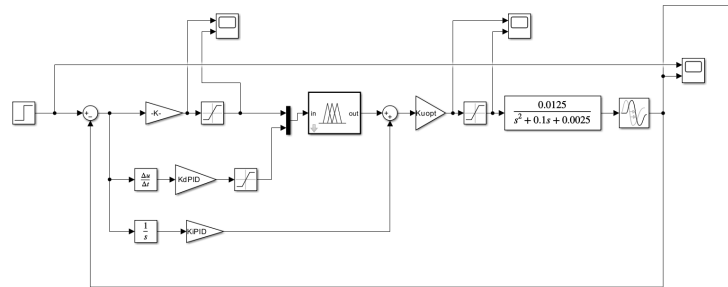 -K-
in
out
+
−
+
+
Kuopt
0.0125
s² + 0.1s + 0.0025
Δu
Δt
KdPID
1
s
KiPID